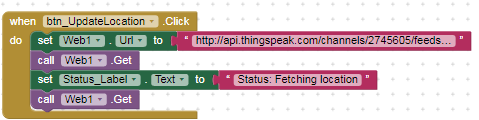 when btn_UpdateLocation .Click
do set Web1 . Url to " http://api.thingspeak.com/channels/2745605/feeds... "
call Web1 .Get
set Status_Label . Text to " Status: Fetching location "
call Web1 .Get